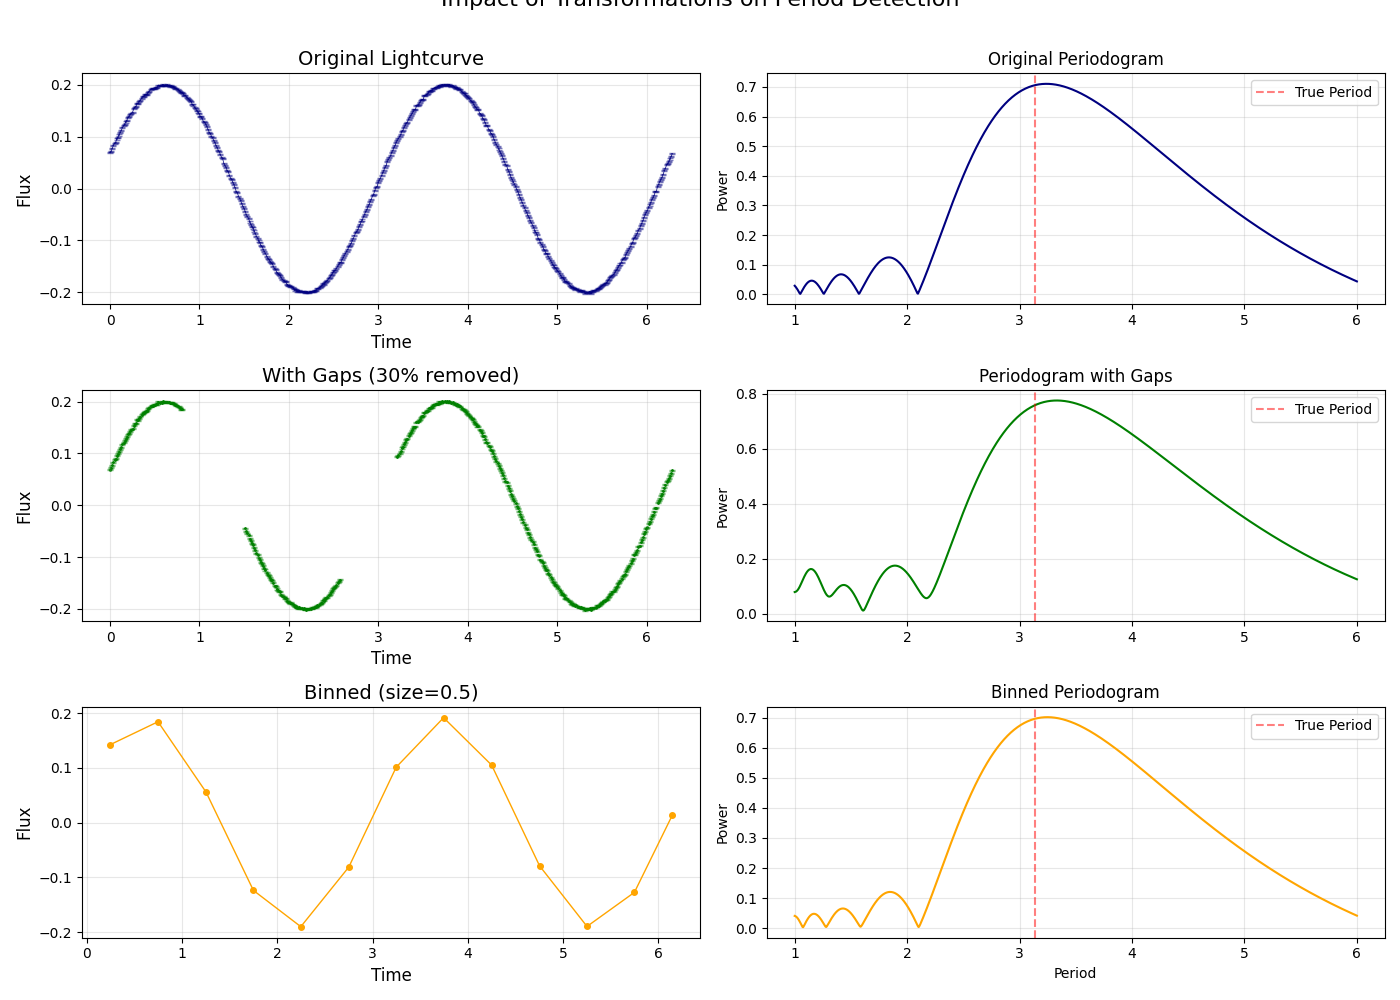 Impact of Transformations on Period Detection
Original Lightcurve
Flux
0.2
0.1
0.0
−0.1
−0.2
0 1 2 3 4 5 6
Time
Original Periodogram
Power
0.7
0.6
0.5
0.4
0.3
0.2
0.1
0.0
1 2 3 4 5 6
True Period
With Gaps (30% removed)
Flux
0.2
0.1
0.0
−0.1
−0.2
0 1 2 3 4 5 6
Time
Periodogram with Gaps
Power
0.8
0.6
0.4
0.2
0.0
1 2 3 4 5 6
True Period
Binned (size=0.5)
Flux
0.2
0.1
0.0
−0.1
−0.2
0 1 2 3 4 5 6
Time
Binned Periodogram
Power
0.7
0.6
0.5
0.4
0.3
0.2
0.1
0.0
1 2 3 4 5 6
Period
True Period